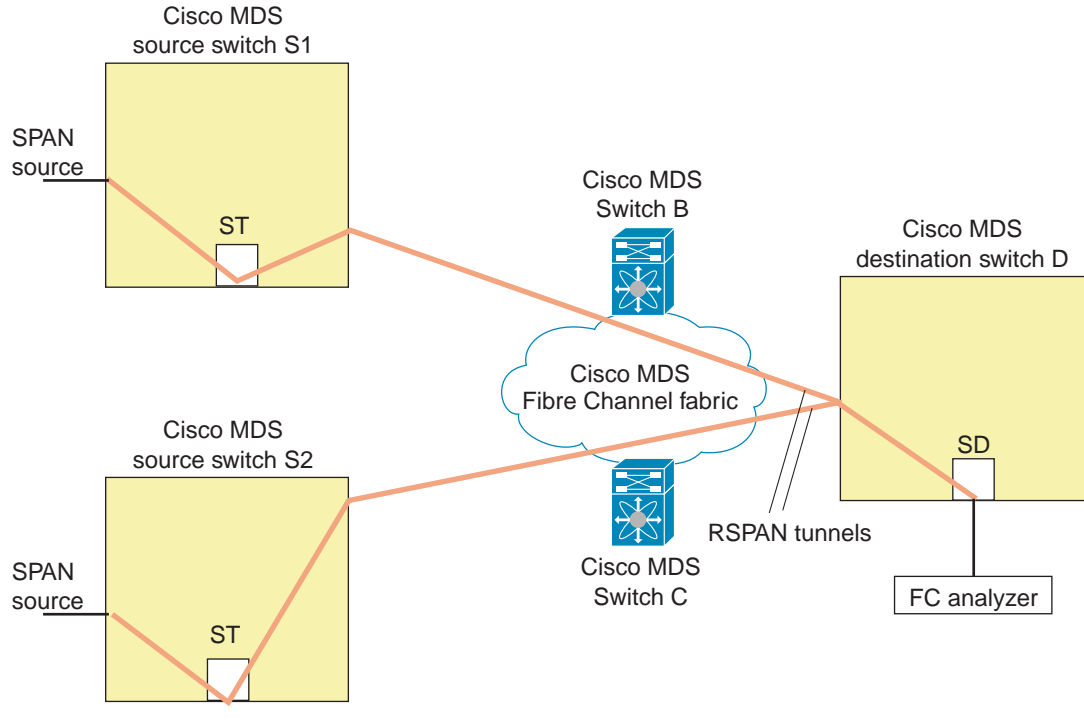 Cisco MDS
source switch S1
SPAN
source
ST
Cisco MDS
Switch B
Cisco MDS
destination switch D
Cisco MDS
Fibre Channel fabric
Cisco MDS
source switch S2
SD
RSPAN tunnels
Cisco MDS
Switch C
FC analyzer
SPAN
source
ST